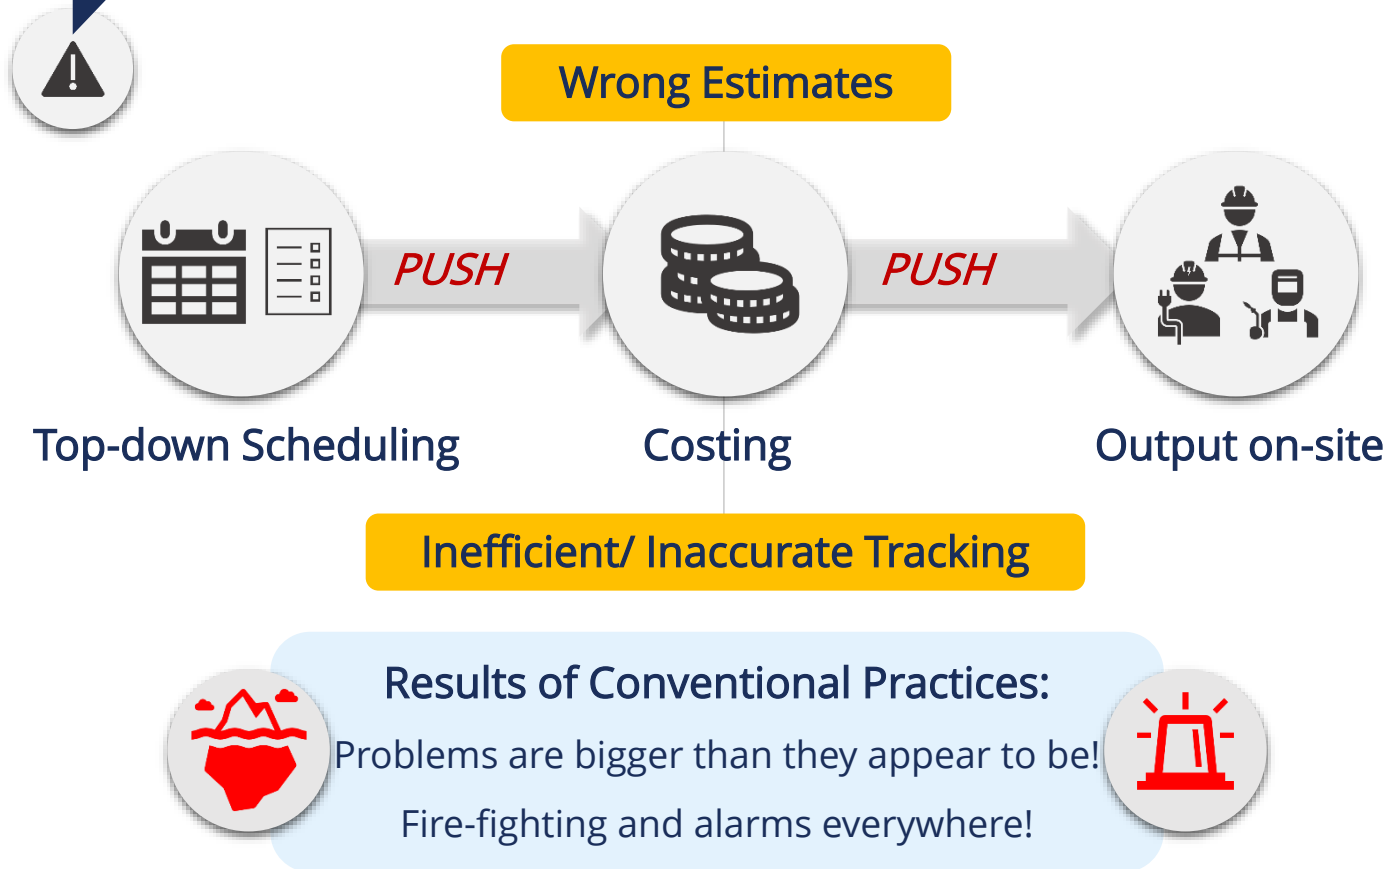 Wrong Estimates
PUSH
PUSH
Top-down Scheduling
Costing
Output on-site
Inefficient/ Inaccurate Tracking
Results of Conventional Practices:
Problems are bigger than they appear to be!
Fire-fighting and alarms everywhere!